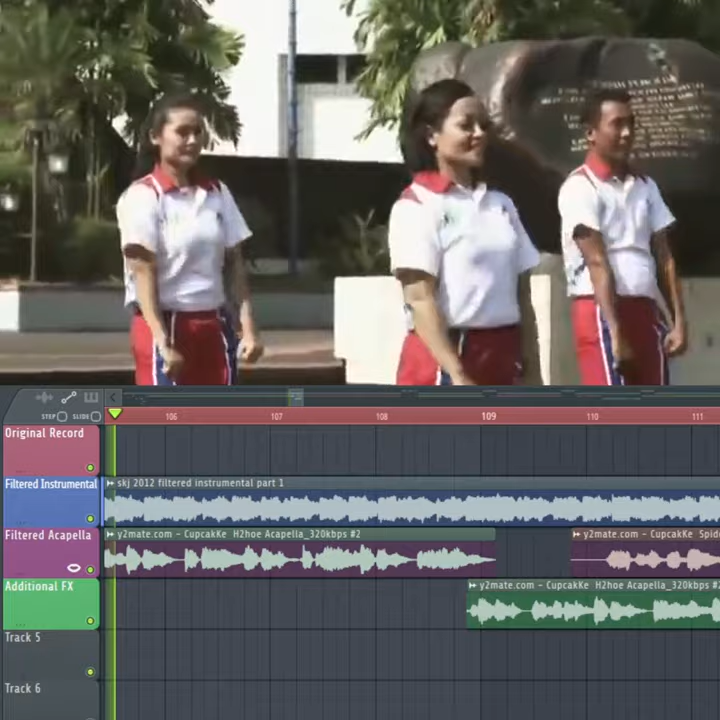 STEP SLIDE
106 107 108 109 110 111
Original Record
Filtered Instrumental
skj 2012 filtered instrumental part 1
Filtered Acapella
y2mate.com - CupcakKe H2hoe Acapella_320kbps #2
y2mate.com - CupcakKe Spid
Additional FX
y2mate.com - CupcakKe H2hoe Acapella_320kbps #2
Track 5
Track 6